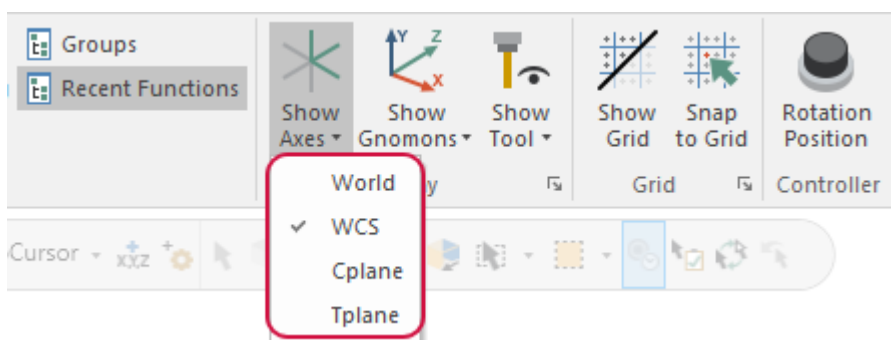 Groups
Recent Functions
Show Axes
Show Gnomons
Show Tool
Show Grid
Snap to Grid
Rotation Position
y
Grid
Controller
World
WCS
Cplane
Tplane
Cursor
XYZ
Y
Z
X